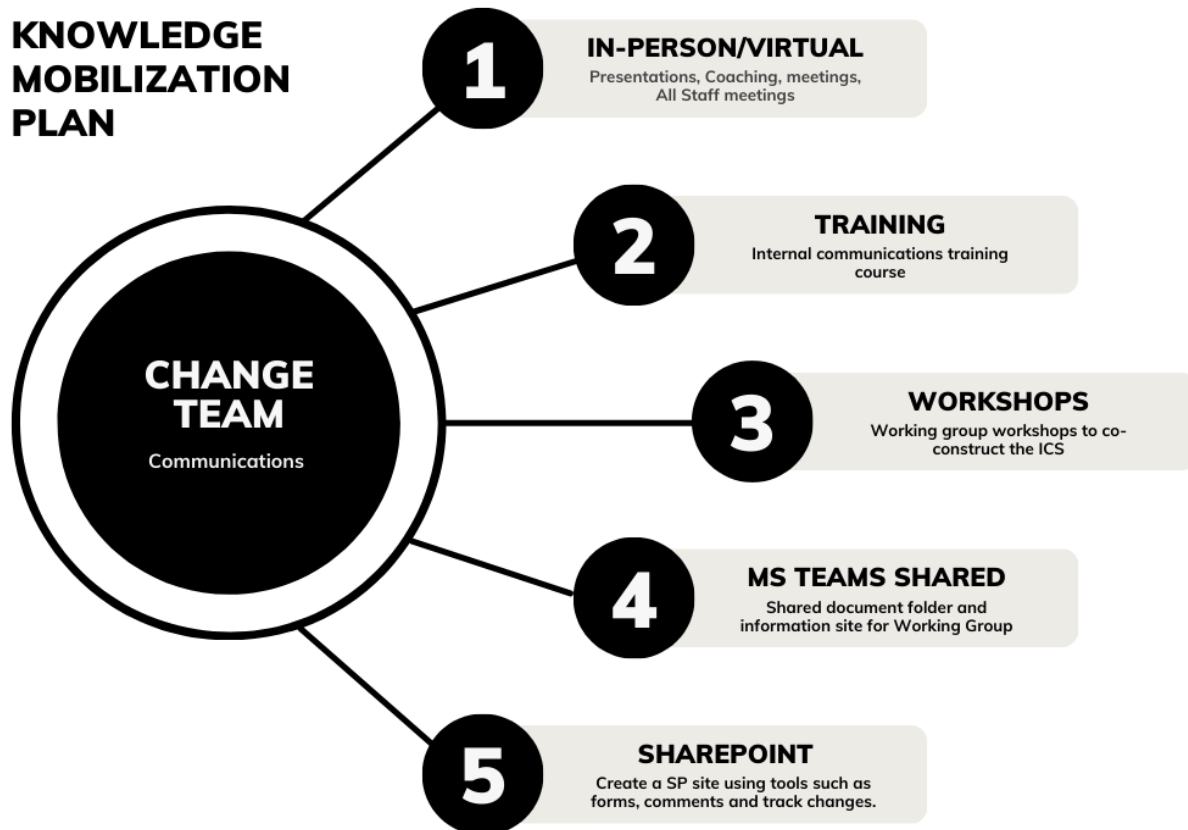 KNOWLEDGE
MOBILIZATION
PLAN
1
IN-PERSON/VIRTUAL
Presentations, Coaching, meetings,
All Staff meetings
2
TRAINING
Internal communications training
course
CHANGE
TEAM
Communications
3
WORKSHOPS
Working group workshops to co-
construct the ICS
4
MS TEAMS SHARED
Shared document folder and
information site for Working Group
5
SHAREPOINT
Create a SP site using tools such as
forms, comments and track changes.